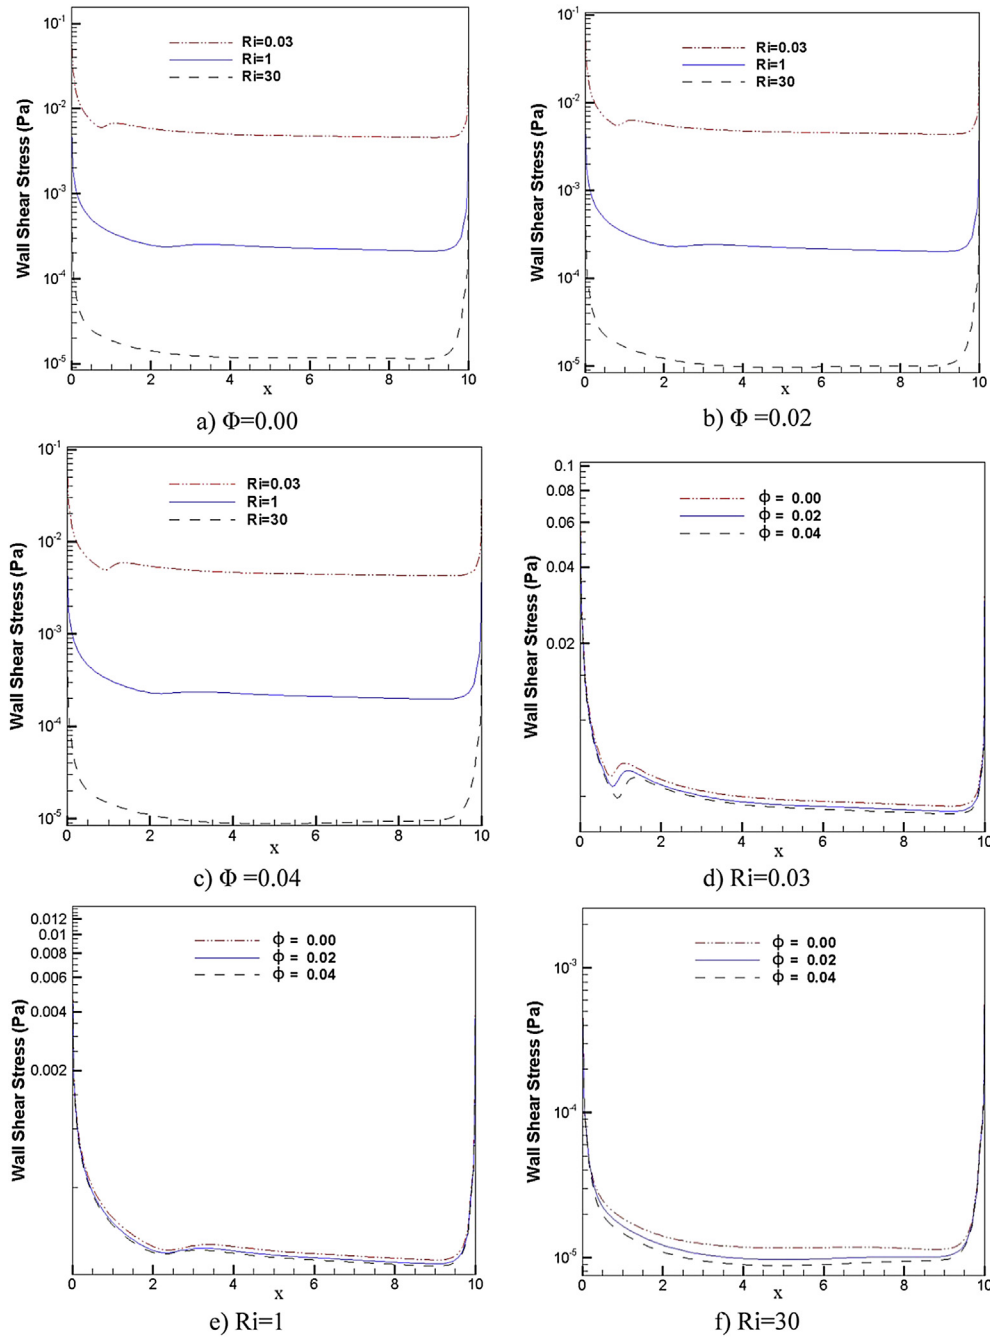 10-1
10-2
10-3
10-4
10-5
Wall Shear Stress (Pa)
Ri=0.03
Ri=1
Ri=30
0 2 4 6 8 10
x
a) Φ=0.00
10-1
10-2
10-3
10-4
10-5
Wall Shear Stress (Pa)
Ri=0.03
Ri=1
Ri=30
0 2 4 6 8 10
x
b) Φ =0.02
10-1
10-2
10-3
10-4
10-5
Wall Shear Stress (Pa)
Ri=0.03
Ri=1
Ri=30
0 2 4 6 8 10
x
c) Φ =0.04
0.1
0.08
0.06
0.04
0.02
Wall Shear Stress (Pa)
ϕ = 0.00
ϕ = 0.02
ϕ = 0.04
0 2 4 6 8 10
x
d) Ri=0.03
0.012
0.01
0.008
0.006
0.004
0.002
Wall Shear Stress (Pa)
ϕ = 0.00
ϕ = 0.02
ϕ = 0.04
0 2 4 6 8 10
x
e) Ri=1
10-3
10-4
10-5
Wall Shear Stress (Pa)
ϕ = 0.00
ϕ = 0.02
ϕ = 0.04
0 2 4 6 8 10
x
f) Ri=30